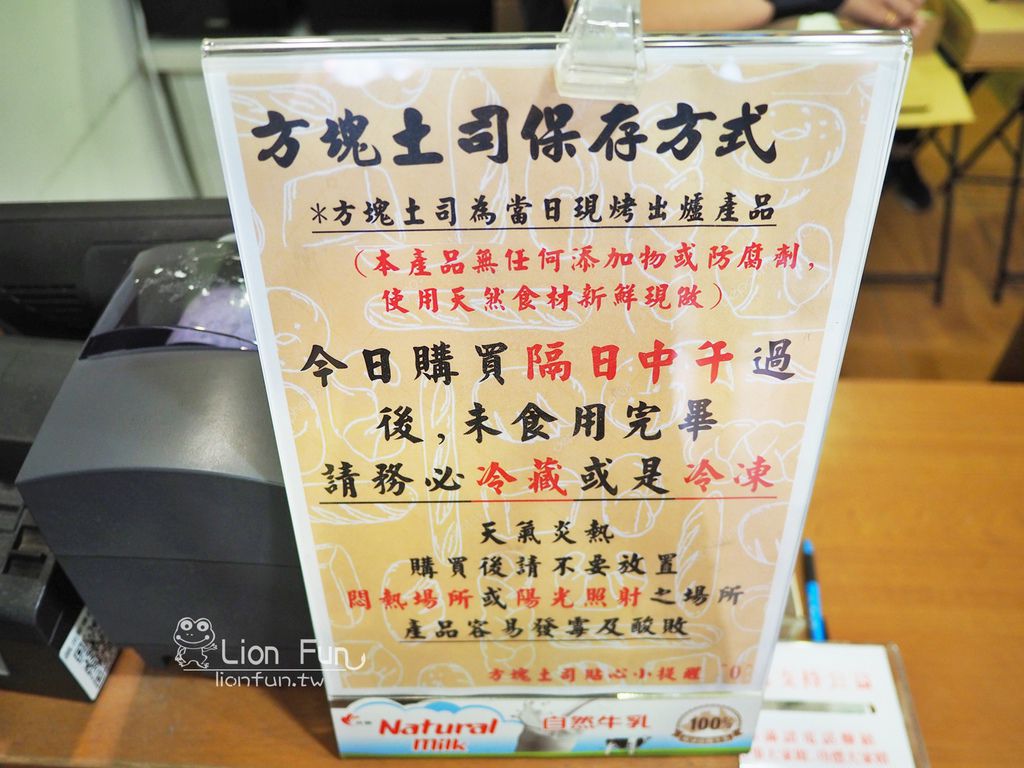 方塊土司保存方式
*方塊土司為當日現烤出爐產品
(本產品無任何添加物或防腐劑,
使用天然食材新鮮現做)
今日購買隔日中午過
後,未食用完畢
請務必冷藏或是冷凍
天氣炎熱
購買後請不要放置
悶熱場所或陽光照射之場所
產品容易發霉及酸敗
方塊土司貼心小提醒
Lion Fun
lionfun.tw
Natural
milk
自然牛乳
100%